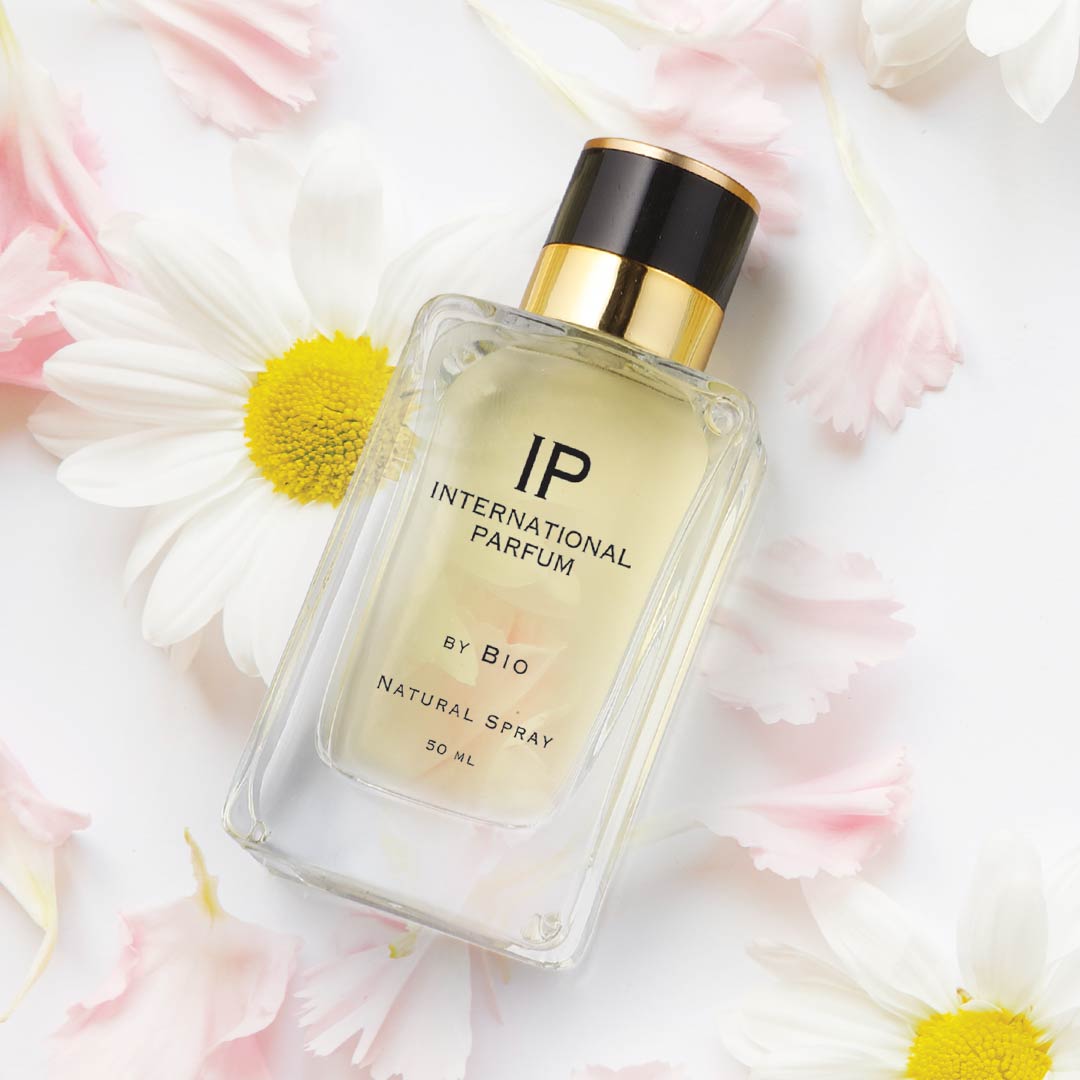 IP
INTERNATIONAL
PARFUM
BY BIO
NATURAL SPRAY
50 ML